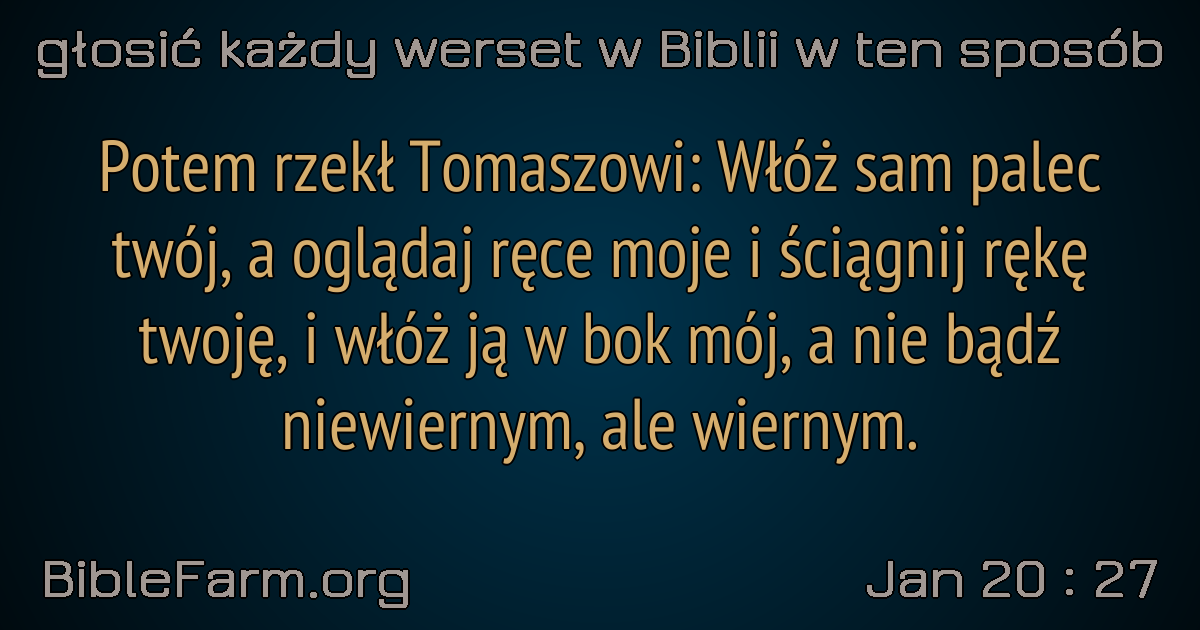 głosić każdy werset w Biblii w ten sposób
Potem rzekł Tomaszowi: Włóż sam palec
twój, a oglądaj ręce moje i ściągnij rękę
twoję, i włóż ją w bok mój, a nie bądź
niewiernym, ale wiernym.
BibleFarm.org
Jan 20 : 27